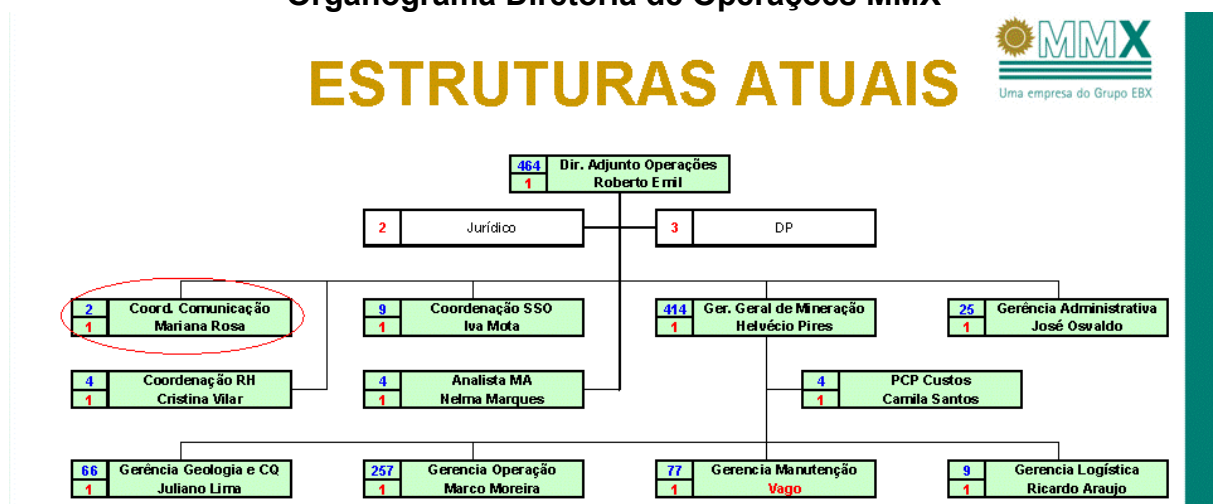 Organograma Diretoria de Operações MMX
MMX
ESTRUTURAS ATUAIS
Uma empresa do Grupo EBX
464 Dir. Adjunto Operações
1 Roberto Emil
2 Jurídico
3 DP
2 Coord. Comunicação
1 Mariana Rosa
9 Coordenação SSO
1 Iva Mota
414 Ger. Geral de Mineração
1 Helvécio Pires
25 Gerência Administrativa
1 José Osvaldo
4 Coordenação RH
1 Cristina Vilar
4 Analista MA
1 Nelma Marques
4 PCP Custos
1 Camila Santos
66 Gerência Geologia e CQ
1 Juliano Lima
257 Gerencia Operação
1 Marco Moreira
77 Gerencia Manutenção
1 Vago
9 Gerencia Logística
1 Ricardo Araujo